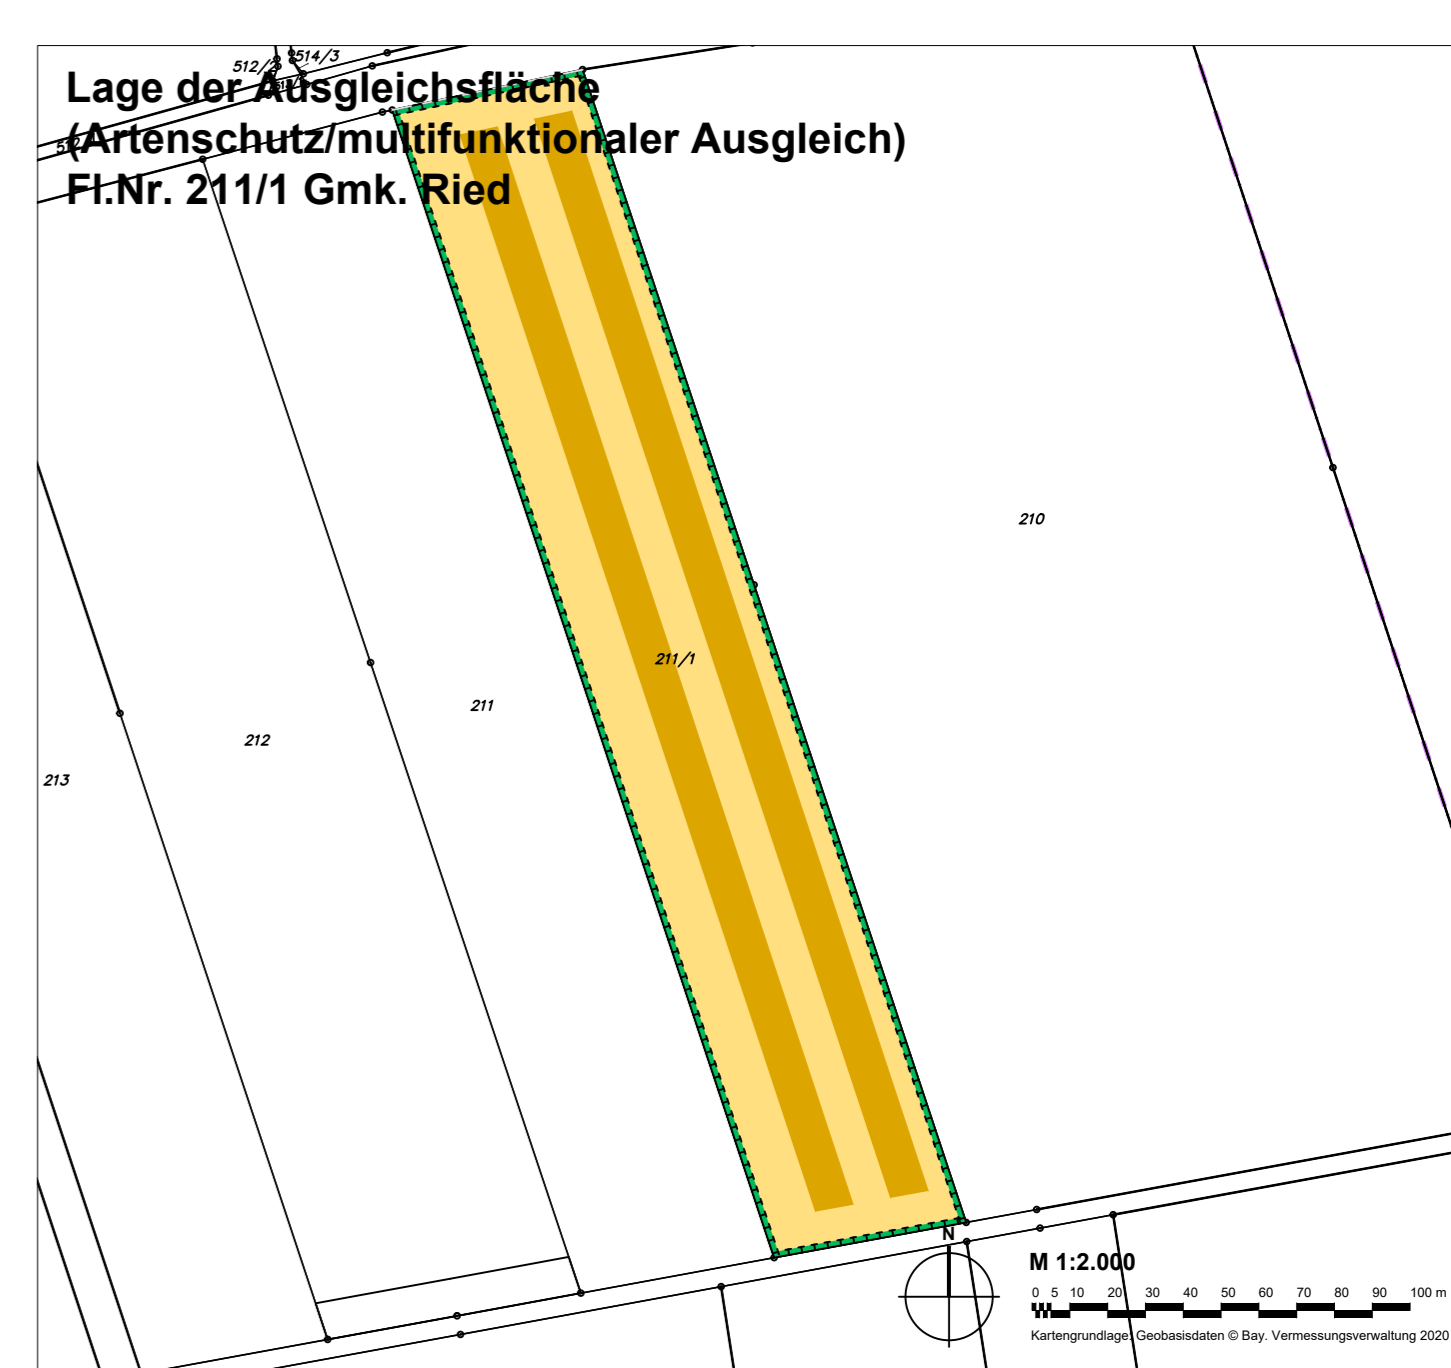 512/
514/3
Lage der Ausgleichsfläche
(Artenschutz/multifunktionaler Ausgleich)
Fl.Nr. 211/1 Gmk. Ried
210
211/1
211
212
213
N
M 1:2.000
0 5 10 20 30 40 50 60 70 80 90 100 m
Kartengrundlage: Geobasisdaten © Bay. Vermessungsverwaltung 2020